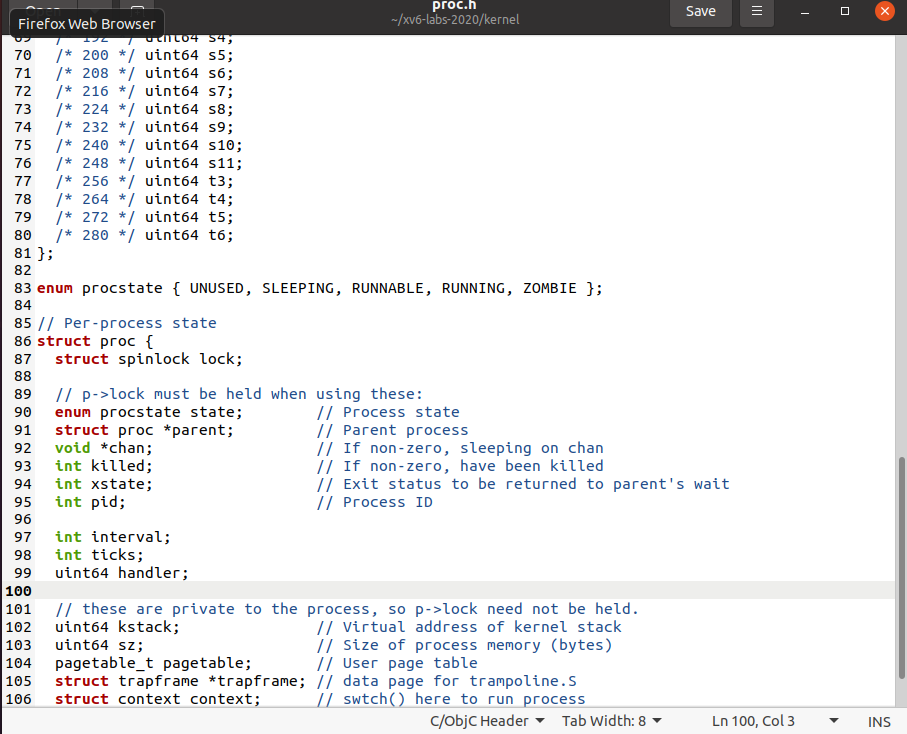 proc.h
Save
~/xv6-labs-2020/kernel
Firefox Web Browser
69 /* 192 */ uint64 s4;
70 /* 200 */ uint64 s5;
71 /* 208 */ uint64 s6;
72 /* 216 */ uint64 s7;
73 /* 224 */ uint64 s8;
74 /* 232 */ uint64 s9;
75 /* 240 */ uint64 s10;
76 /* 248 */ uint64 s11;
77 /* 256 */ uint64 t3;
78 /* 264 */ uint64 t4;
79 /* 272 */ uint64 t5;
80 /* 280 */ uint64 t6;
81 };
82
83 enum procstate { UNUSED, SLEEPING, RUNNABLE, RUNNING, ZOMBIE };
84
85 // Per-process state
86 struct proc {
87 struct spinlock lock;
88
89 // p->lock must be held when using these:
90 enum procstate state; // Process state
91 struct proc *parent; // Parent process
92 void *chan; // If non-zero, sleeping on chan
93 int killed; // If non-zero, have been killed
94 int xstate; // Exit status to be returned to parent's wait
95 int pid; // Process ID
96
97 int interval;
98 int ticks;
99 uint64 handler;
100
101 // these are private to the process, so p->lock need not be held.
102 uint64 kstack; // Virtual address of kernel stack
103 uint64 sz; // Size of process memory (bytes)
104 pagetable_t pagetable; // User page table
105 struct trapframe *trapframe; // data page for trampoline.S
106 struct context context; // swtch() here to run process
C/ObjC Header Tab Width: 8 Ln 100, Col 3 INS